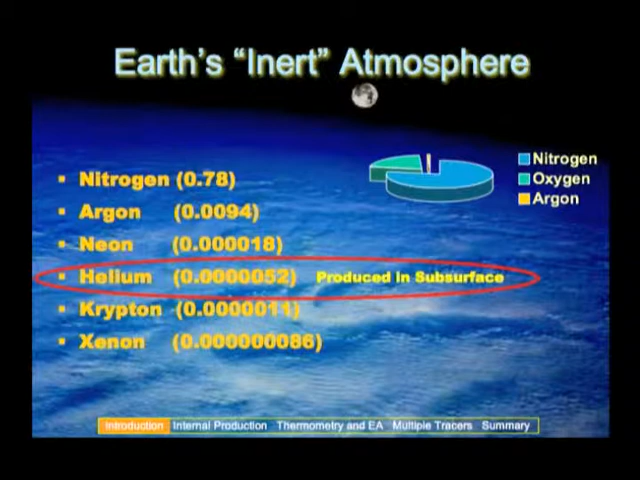 Earth's "Inert" Atmosphere
Nitrogen
Oxygen
Argon
▪ Nitrogen (0.78)
▪ Argon (0.0094)
▪ Neon (0.000018)
▪ Helium (0.0000052) Produced in Subsurface
▪ Krypton (0.0000011)
▪ Xenon (0.000000086)
Introduction Internal Production Thermometry and EA Multiple Tracers Summary